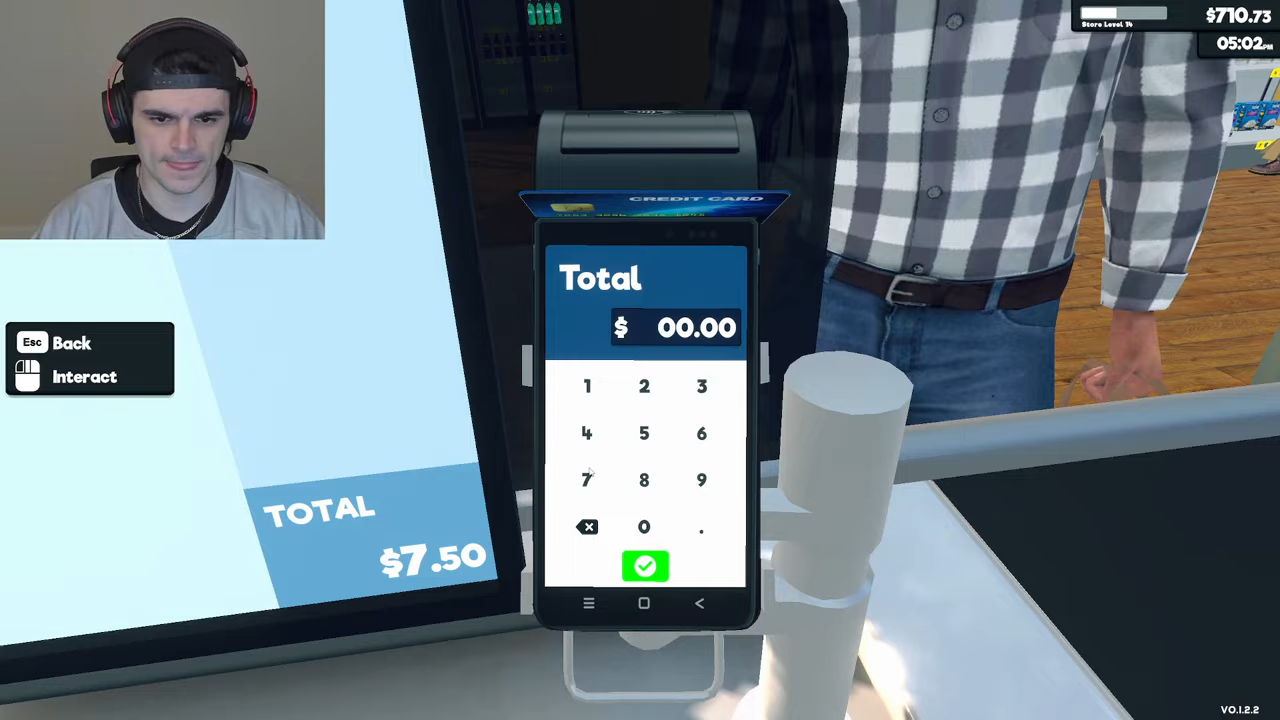 $710.73
Store Level 14
05:02PM
CREDIT CARD
Total
$ 00.00
Esc Back
Interact
1 2 3
4 5 6
7 8 9
0 .
TOTAL
$7.50
V0.1.2.2